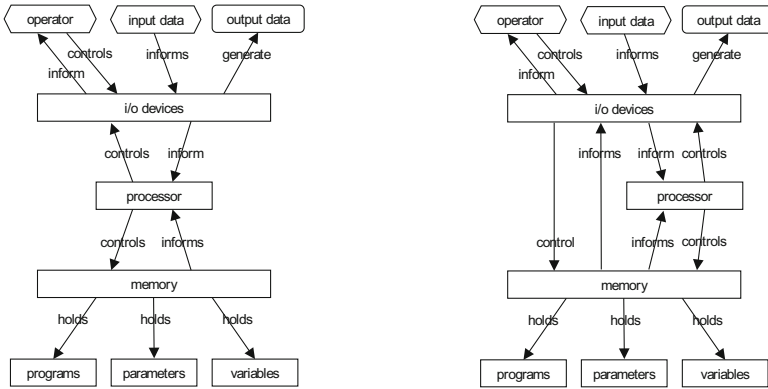 operator
input data
output data
controls
informs
generate
inform
i/o devices
controls
inform
processor
controls
informs
memory
holds
holds
holds
programs
parameters
variables
operator
input data
output data
controls
informs
generate
inform
i/o devices
informs
inform
controls
processor
control
informs
controls
memory
holds
holds
holds
programs
parameters
variables